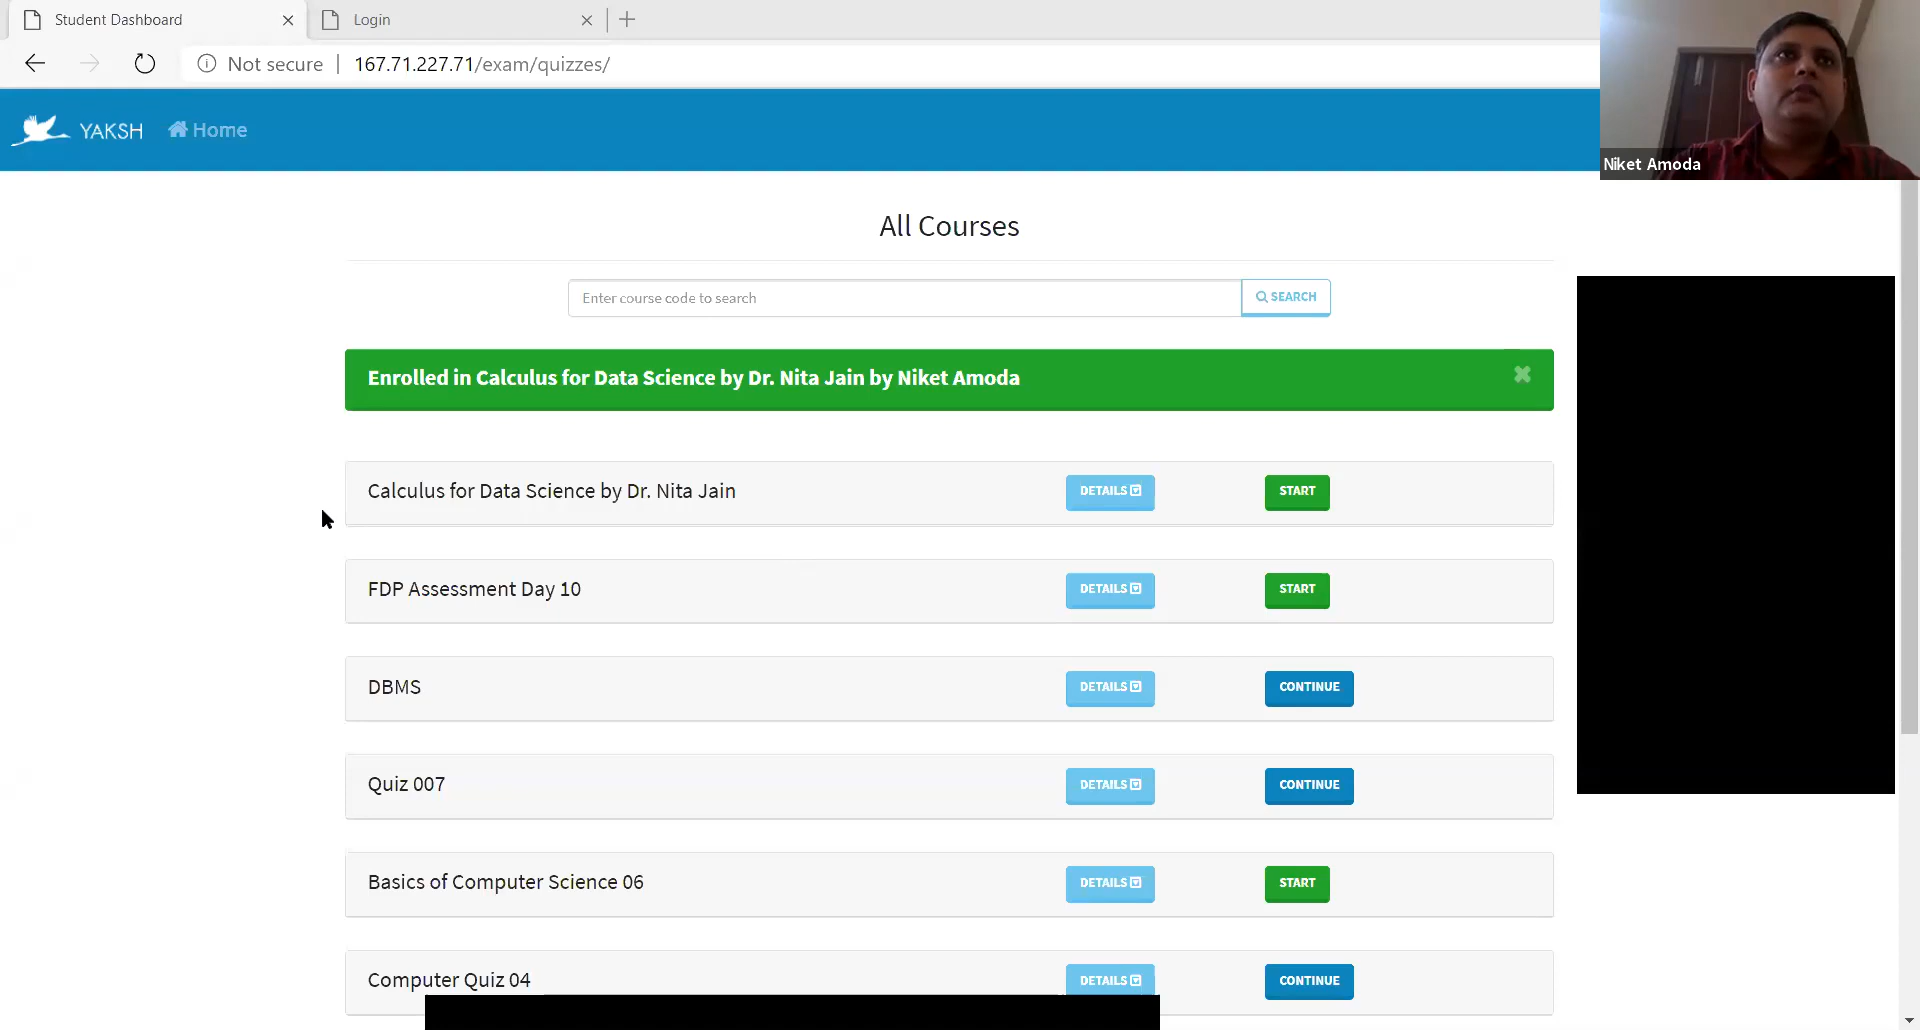 Student Dashboard
Login
Not secure
167.71.227.71/exam/quizzes/
YAKSH
Home
Niket Amoda
All Courses
Enter course code to search
SEARCH
Enrolled in Calculus for Data Science by Dr. Nita Jain by Niket Amoda
Calculus for Data Science by Dr. Nita Jain DETAILS START
FDP Assessment Day 10 DETAILS START
DBMS DETAILS CONTINUE
Quiz 007 DETAILS CONTINUE
Basics of Computer Science 06 DETAILS START
Computer Quiz 04 DETAILS CONTINUE